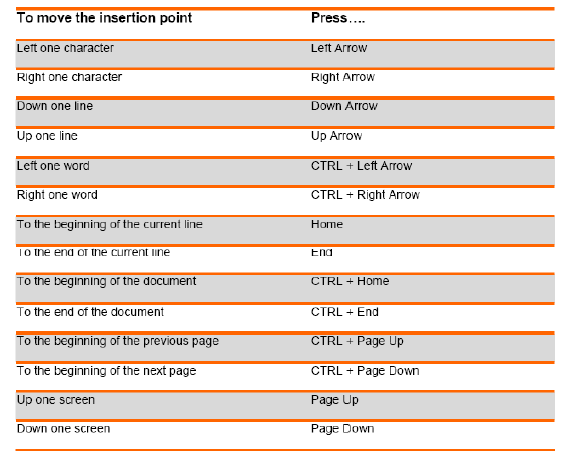 To move the insertion point Press….
Left one character Left Arrow
Right one character Right Arrow
Down one line Down Arrow
Up one line Up Arrow
Left one word CTRL + Left Arrow
Right one word CTRL + Right Arrow
To the beginning of the current line Home
To the end of the current line End
To the beginning of the document CTRL + Home
To the end of the document CTRL + End
To the beginning of the previous page CTRL + Page Up
To the beginning of the next page CTRL + Page Down
Up one screen Page Up
Down one screen Page Down